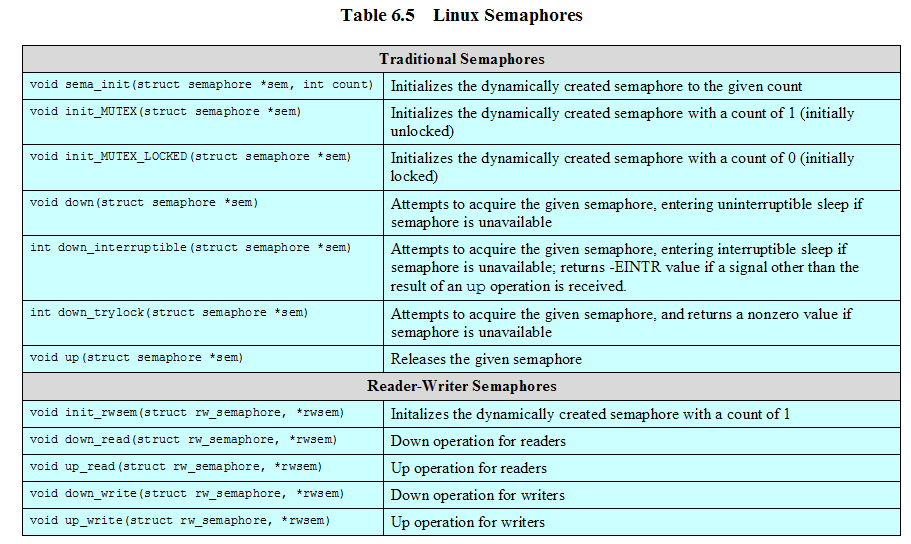 Table 6.5 Linux Semaphores
Traditional Semaphores
void sema_init(struct semaphore *sem, int count)
Initializes the dynamically created semaphore to the given count
void init_MUTEX(struct semaphore *sem)
Initializes the dynamically created semaphore with a count of 1 (initially
unlocked)
void init_MUTEX_LOCKED(struct semaphore *sem)
Initializes the dynamically created semaphore with a count of 0 (initially
locked)
void down(struct semaphore *sem)
Attempts to acquire the given semaphore, entering uninterruptible sleep if
semaphore is unavailable
int down_interruptible(struct semaphore *sem)
Attempts to acquire the given semaphore, entering interruptible sleep if
semaphore is unavailable; returns -EINTR value if a signal other than the
result of an up operation is received.
int down_trylock(struct semaphore *sem)
Attempts to acquire the given semaphore, and returns a nonzero value if
semaphore is unavailable
void up(struct semaphore *sem)
Releases the given semaphore
Reader-Writer Semaphores
void init_rwsem(struct rw_semaphore, *rwsem)
Initalizes the dynamically created semaphore with a count of 1
void down_read(struct rw_semaphore, *rwsem)
Down operation for readers
void up_read(struct rw_semaphore, *rwsem)
Up operation for readers
void down_write(struct rw_semaphore, *rwsem)
Down operation for writers
void up_write(struct rw_semaphore, *rwsem)
Up operation for writers